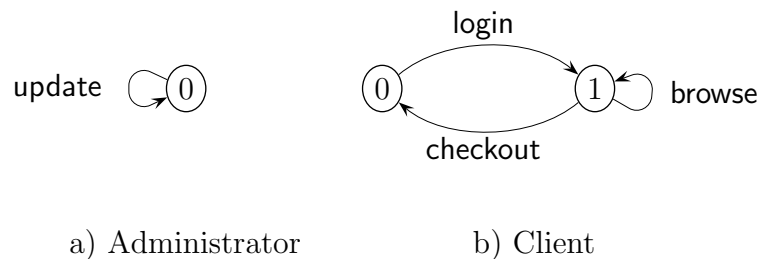 login
update 0 0 1 browse
checkout
a) Administrator b) Client